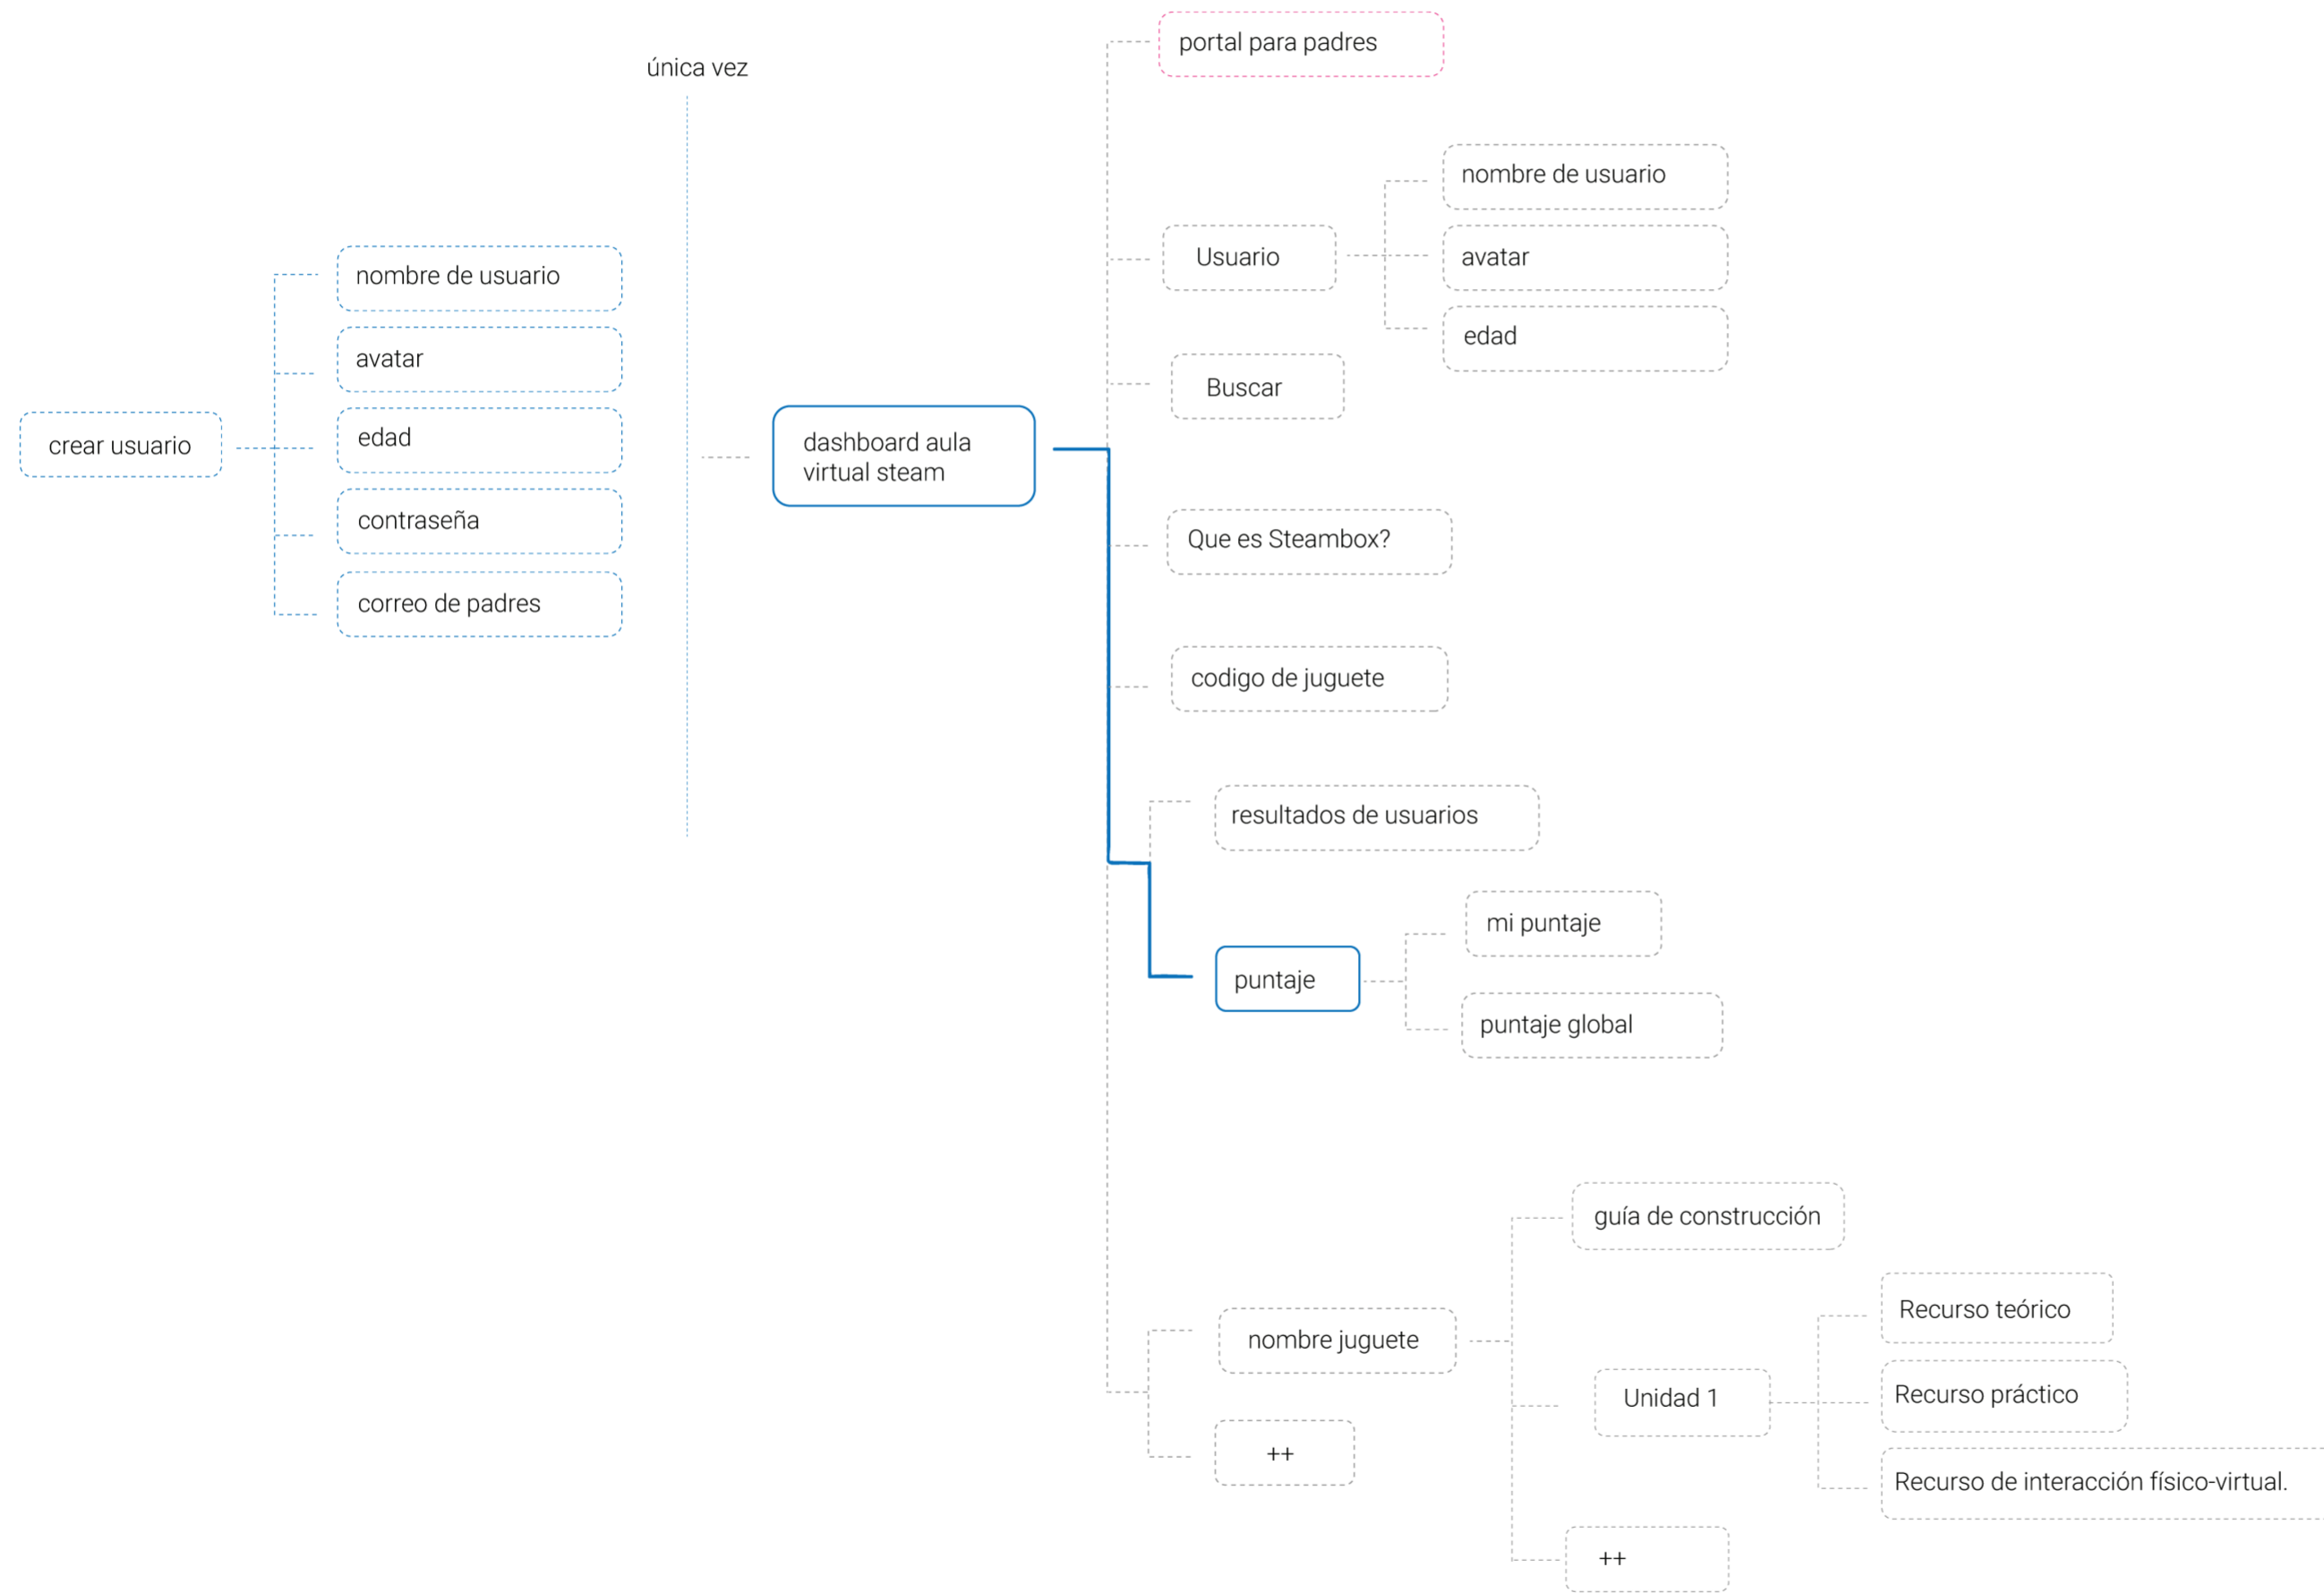 única vez
crear usuario
nombre de usuario
avatar
edad
contraseña
correo de padres
dashboard aula
virtual steam
portal para padres
Usuario
nombre de usuario
avatar
edad
Buscar
Que es Steambox?
codigo de juguete
resultados de usuarios
puntaje
mi puntaje
puntaje global
nombre juguete
guía de construcción
Unidad 1
Recurso teórico
Recurso práctico
Recurso de interacción físico-virtual.
++
++